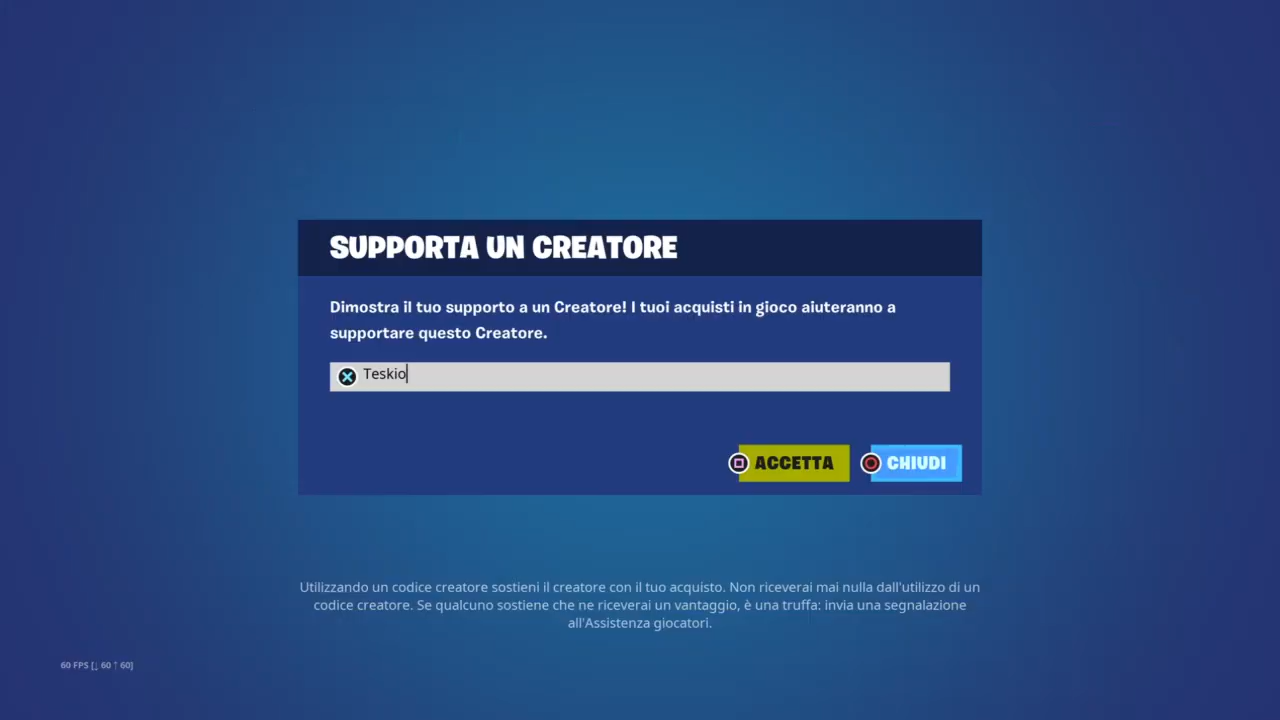 SUPPORTA UN CREATORE
Dimostra il tuo supporto a un Creatore! I tuoi acquisti in gioco aiuteranno a
supportare questo Creatore.
Teskio
ACCETTA CHIUDI
Utilizzando un codice creatore sostieni il creatore con il tuo acquisto. Non riceverai mai nulla dall'utilizzo di un
codice creatore. Se qualcuno sostiene che ne riceverai un vantaggio, è una truffa: invia una segnalazione
all'Assistenza giocatori.
60 FPS [↓ 60 ↑ 60]